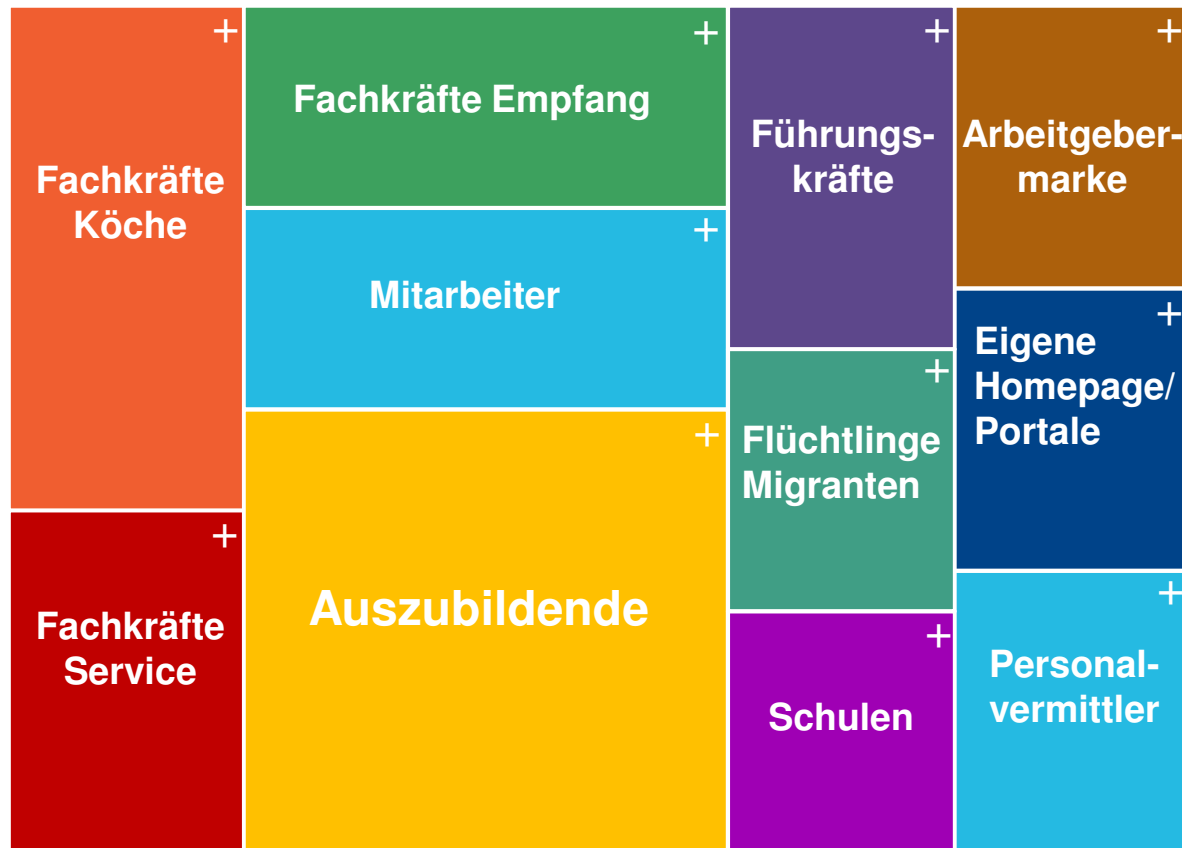 +
Fachkräfte
Köche
+
Fachkräfte
Service
+
Fachkräfte Empfang
+
Mitarbeiter
+
Auszubildende
+
Führungs-
kräfte
+
Flüchtlinge
Migranten
+
Schulen
+
Arbeitgeber-
marke
+
Eigene
Homepage/
Portale
+
Personal-
vermittler